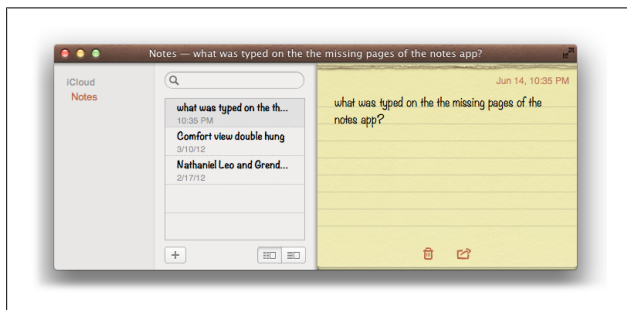 Notes — what was typed on the the missing pages of the notes app?
iCloud
Notes
what was typed on the th...
10:35 PM
Comfort view double hung
3/10/12
Nathaniel Leo and Grend...
2/17/12
Jun 14, 10:35 PM
what was typed on the the missing pages of the
notes app?